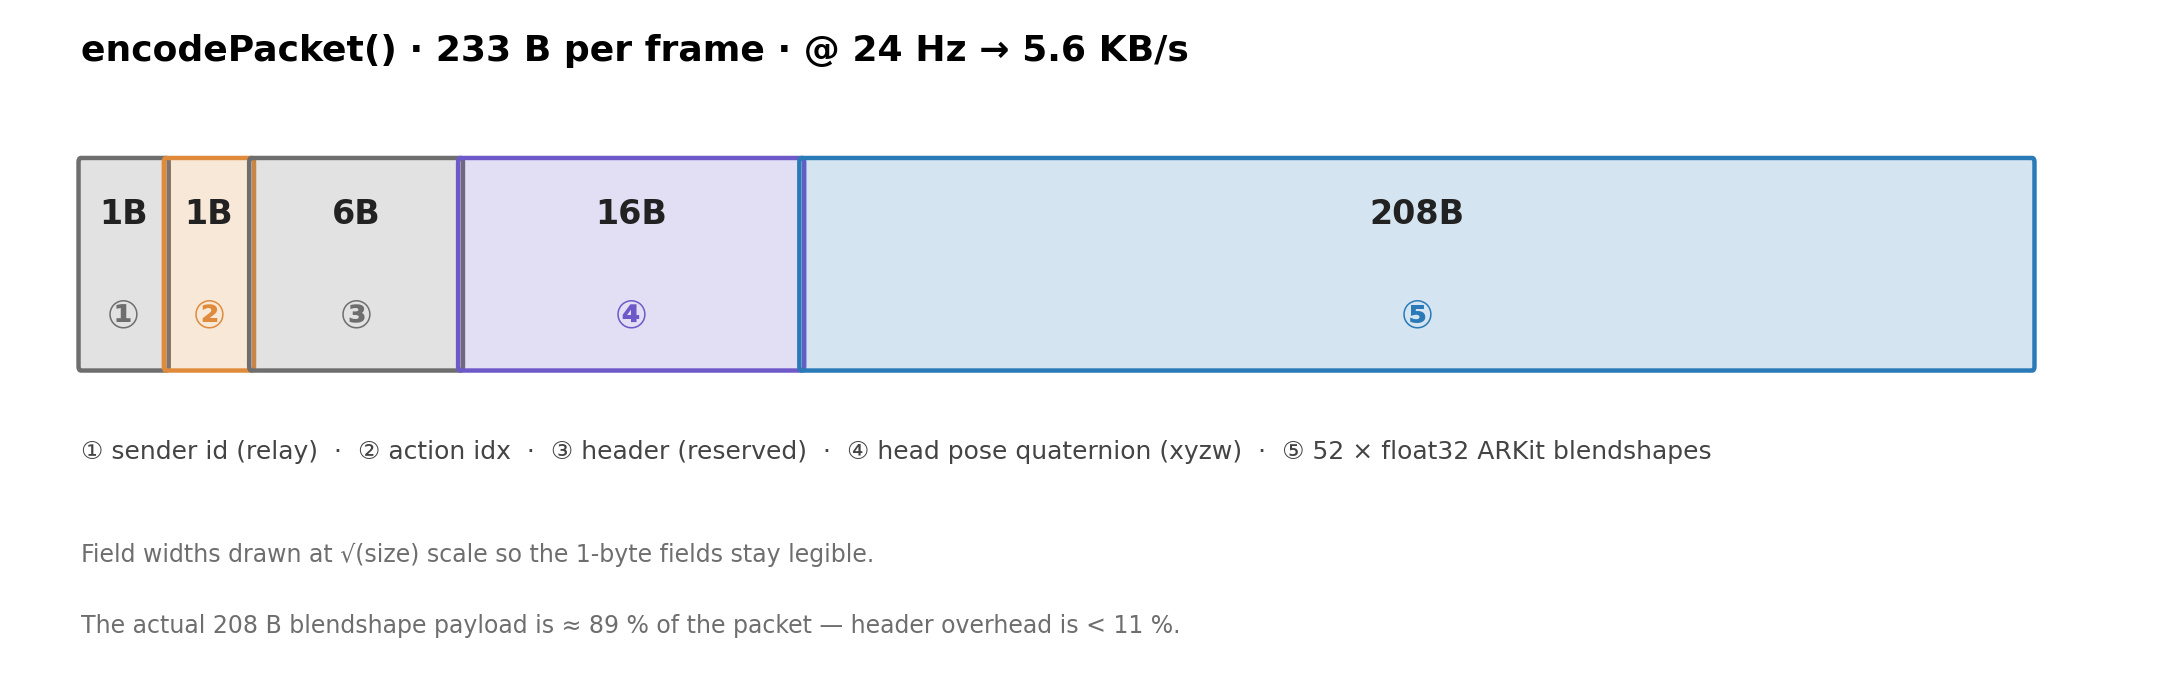 encodePacket() · 233 B per frame · @ 24 Hz → 5.6 KB/s
1B 1B 6B 16B 208B
① ② ③ ④ ⑤
① sender id (relay) · ② action idx · ③ header (reserved) · ④ head pose quaternion (xyzw) · ⑤ 52 × float32 ARKit blendshapes
Field widths drawn at √(size) scale so the 1-byte fields stay legible.
The actual 208 B blendshape payload is ≈ 89 % of the packet — header overhead is < 11 %.